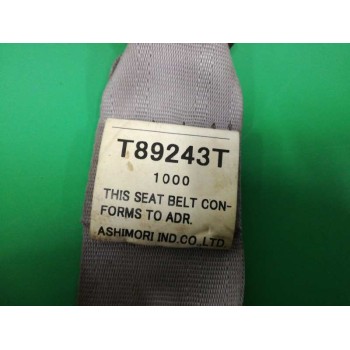 T89243T
1000
THIS SEAT BELT CON-
FORMS TO ADR.
ASHIMORI IND.CO.,LTD.